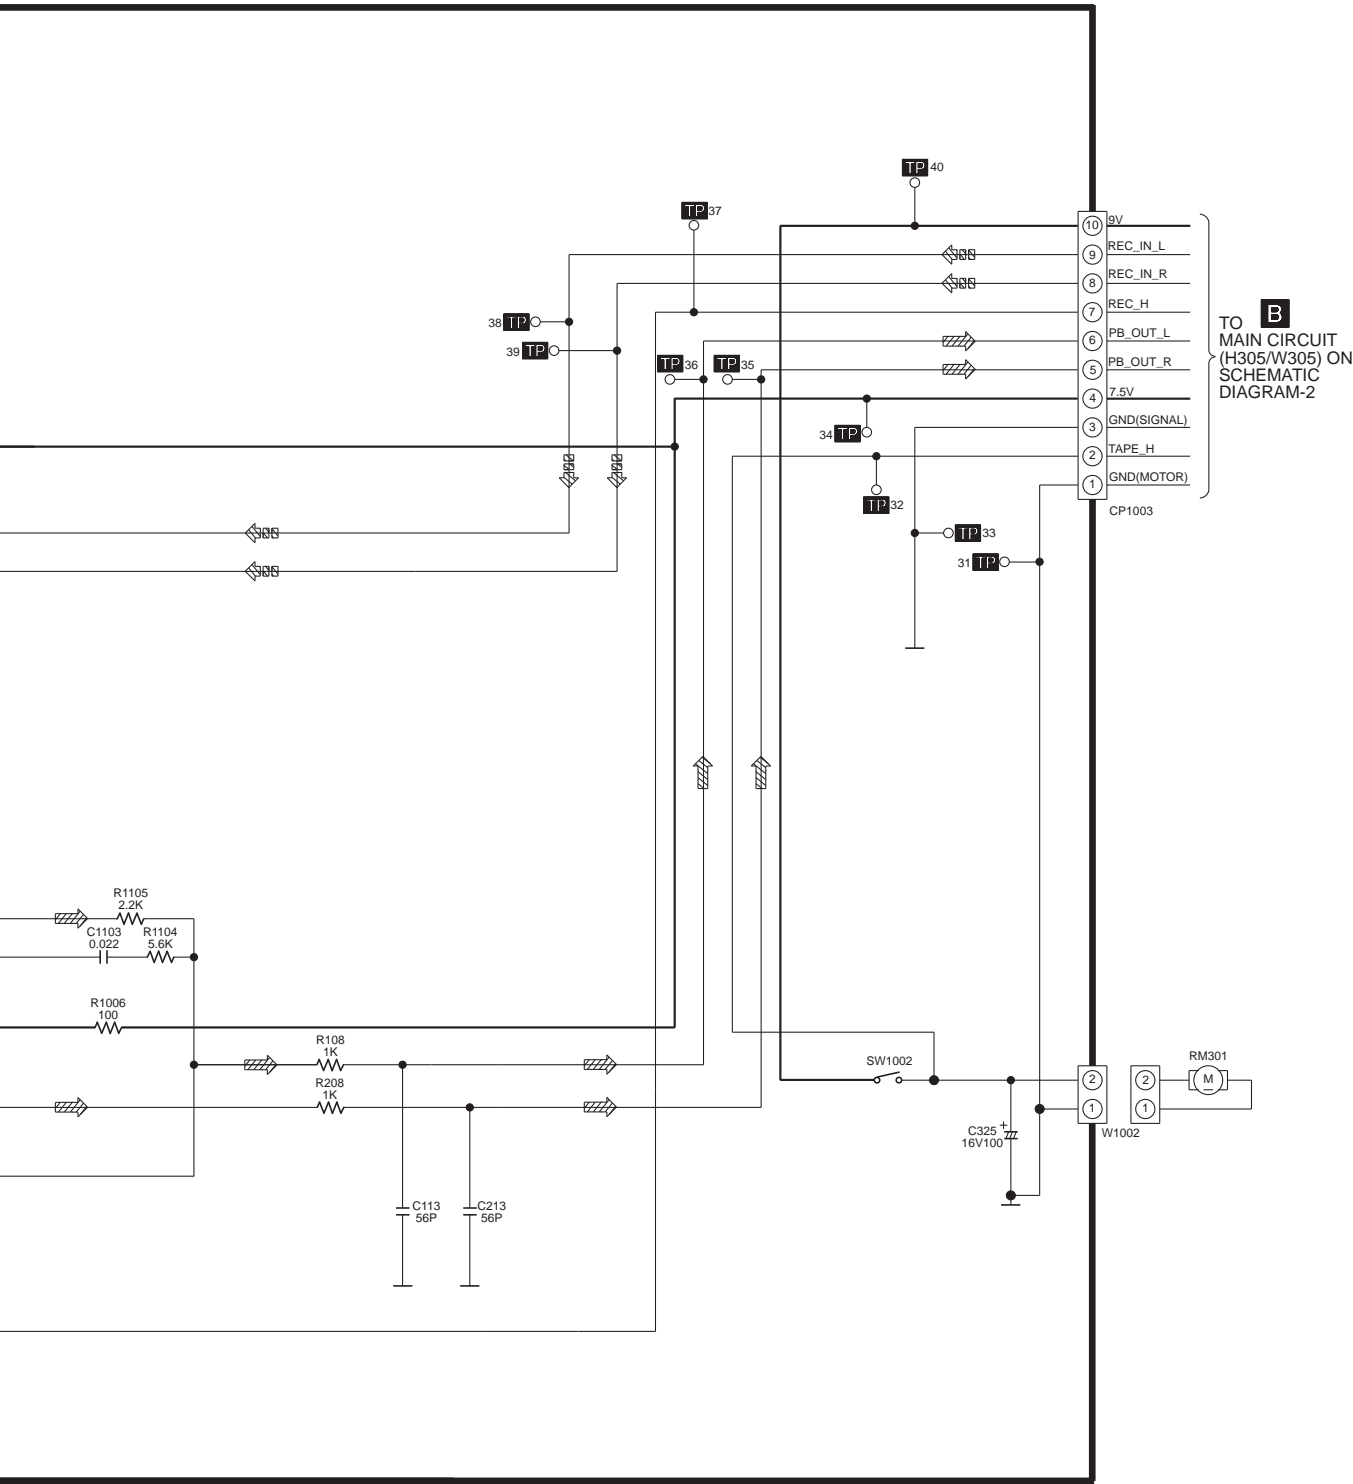 TP 40
TP 37
10 9V
9 REC_IN_L
8 REC_IN_R
7 REC_H
6 PB_OUT_L
5 PB_OUT_R
4 7.5V
3 GND(SIGNAL)
2 TAPE_H
1 GND(MOTOR)
CP1003
TO B
MAIN CIRCUIT
(H305/W305) ON
SCHEMATIC
DIAGRAM-2
38 TP
39 TP
TP 36
TP 35
34 TP
TP 32
TP 33
31 TP
R1105
2.2K
C1103
0.022
R1104
5.6K
R1006
100
R108
1K
R208
1K
C113
56P
C213
56P
SW1002
C325 +
16V100
2
1
2
1
W1002
RM301
M